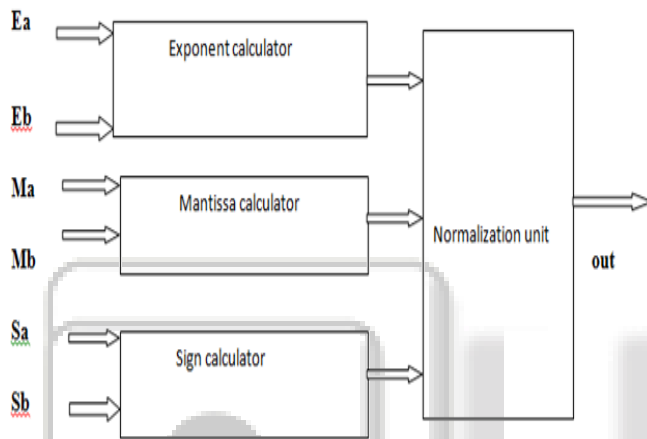 Ea
Exponent calculator
Eb
Ma
Mantissa calculator
Mb
Normalization unit
out
Sa
Sign calculator
Sb